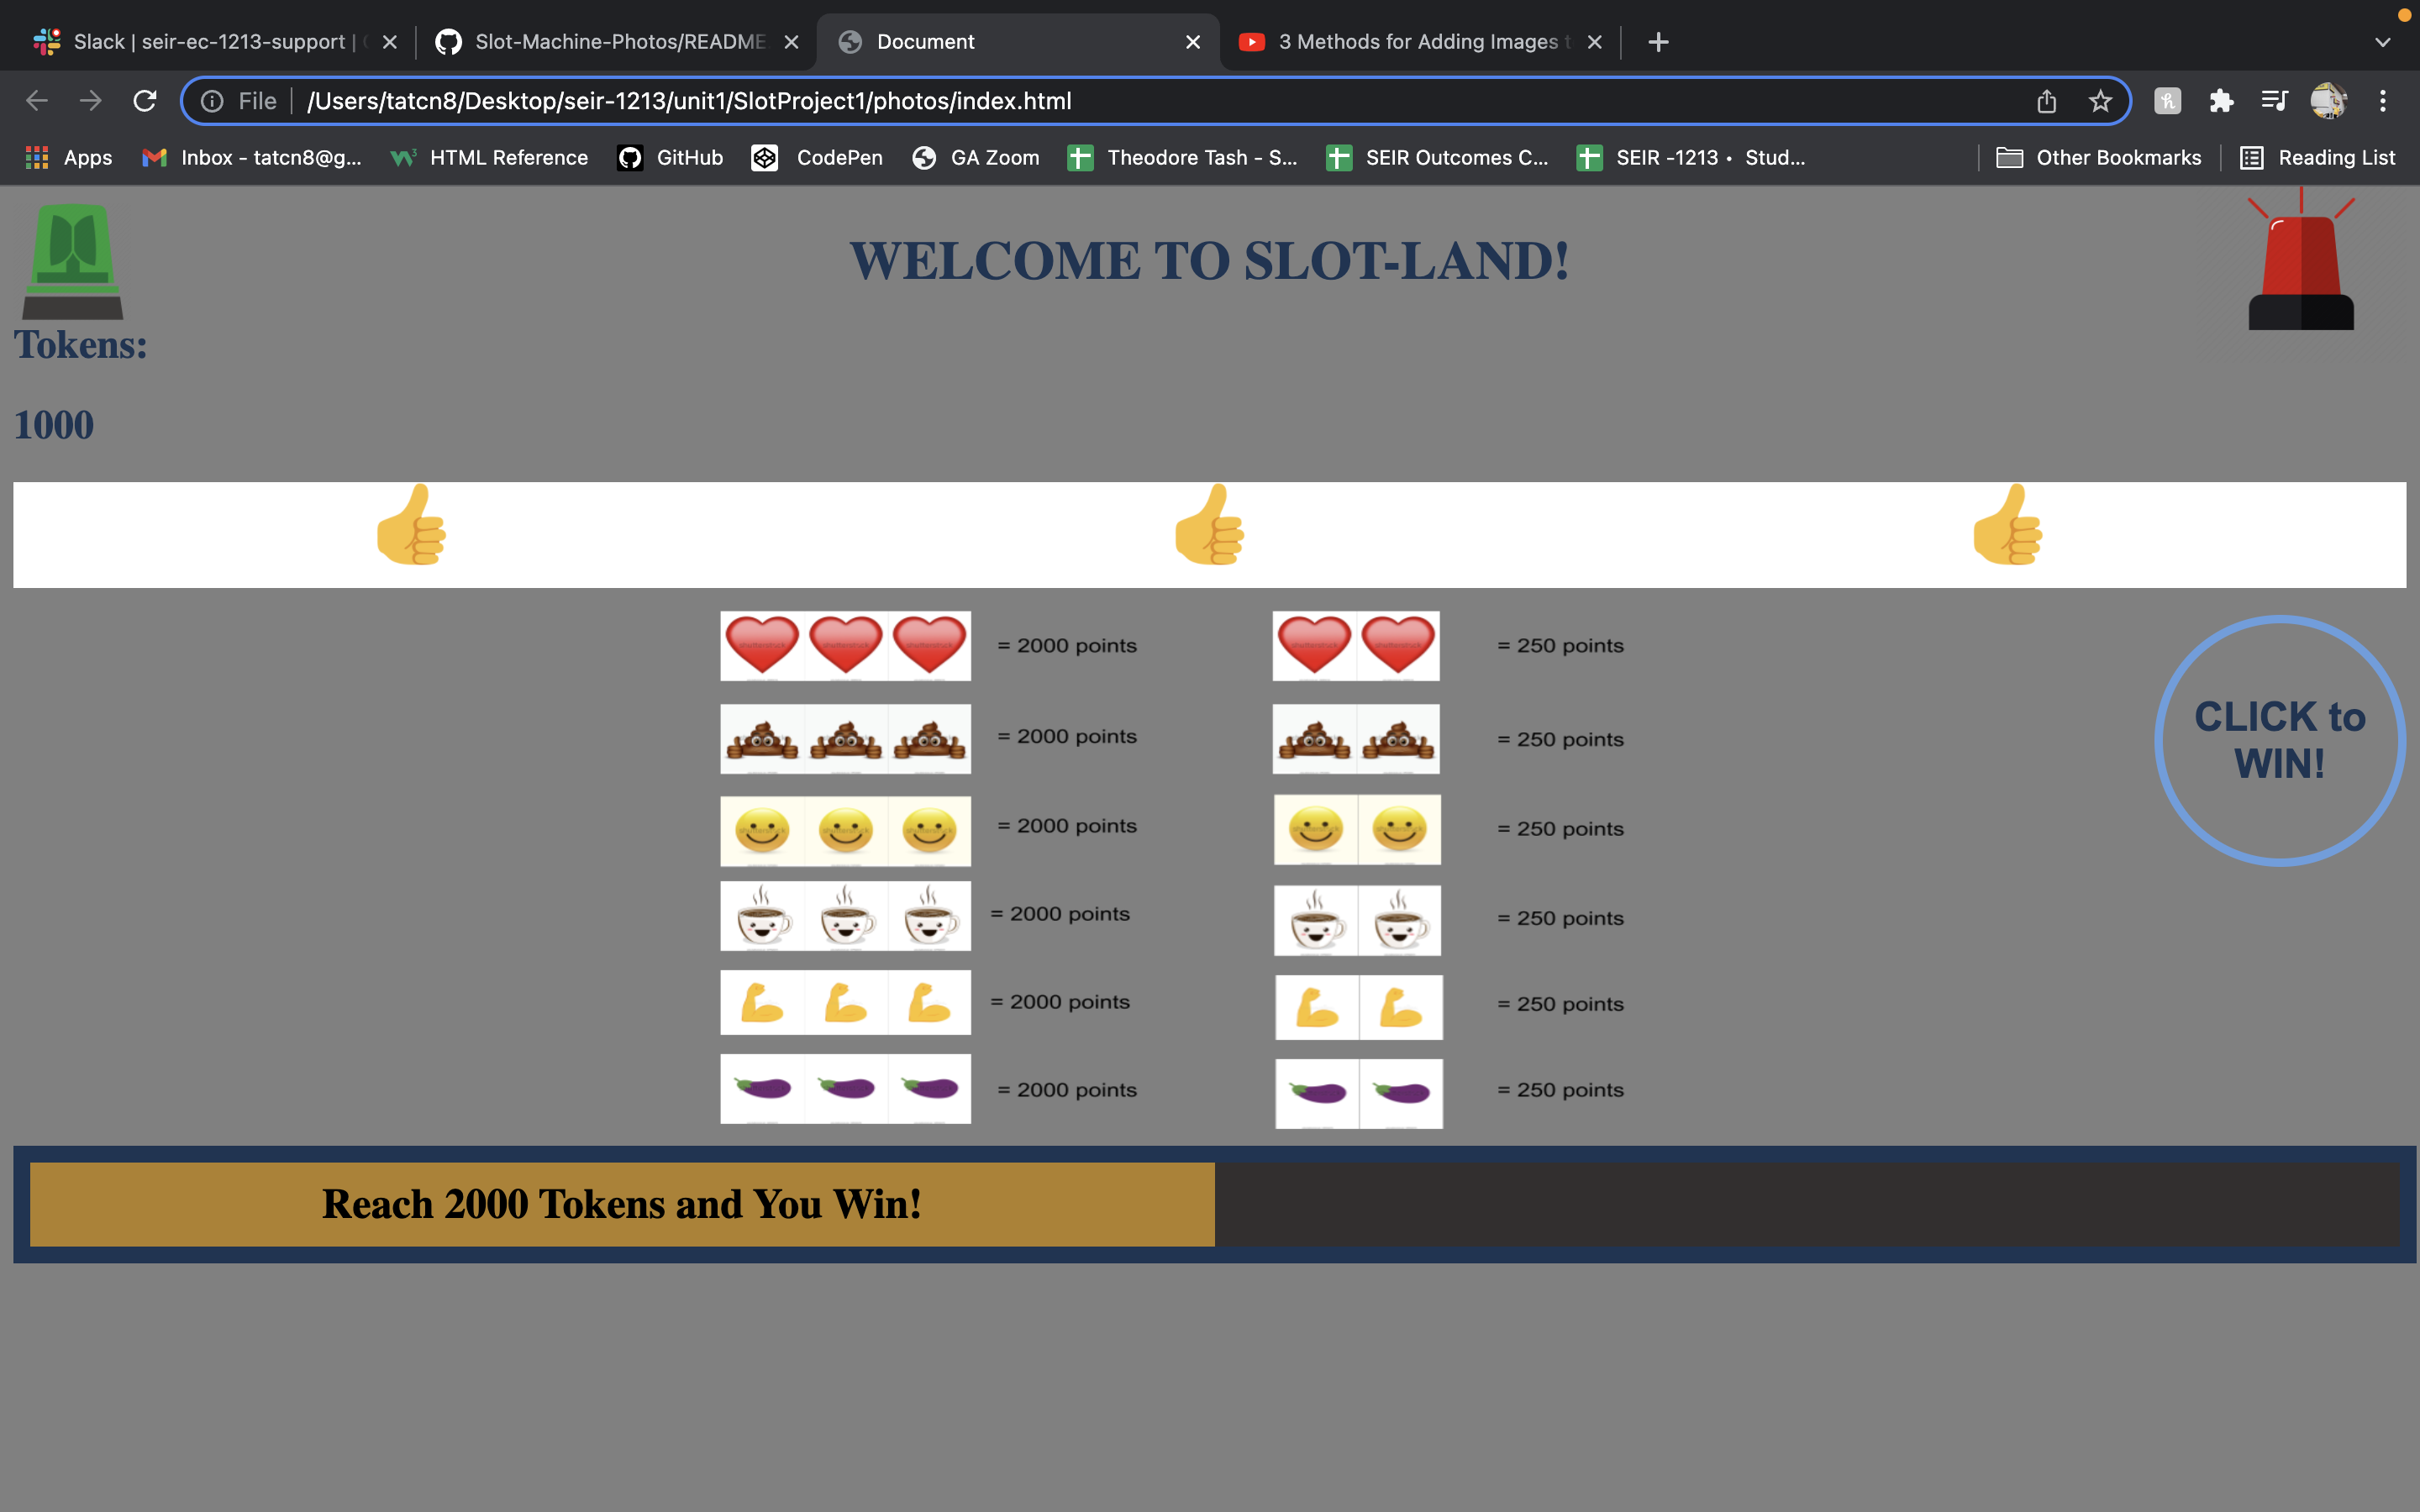 Slack | seir-ec-1213-support |
Slot-Machine-Photos/README
Document
3 Methods for Adding Images t
File
/Users/tatcn8/Desktop/seir-1213/unit1/SlotProject1/photos/index.html
Apps
Inbox - tatcn8@g...
HTML Reference
GitHub
CodePen
GA Zoom
Theodore Tash - S...
SEIR Outcomes C...
SEIR -1213 • Stud...
Other Bookmarks
Reading List
WELCOME TO SLOT-LAND!
Tokens:
1000
= 2000 points
= 250 points
= 2000 points
= 250 points
= 2000 points
= 250 points
= 2000 points
= 250 points
= 2000 points
= 250 points
= 2000 points
= 250 points
CLICK to
WIN!
Reach 2000 Tokens and You Win!